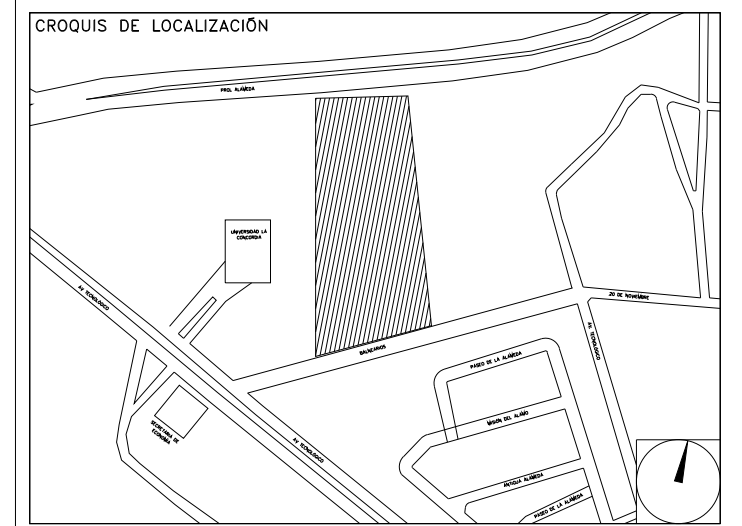 CROQUIS DE LOCALIZACIÓN
PROL ALAMEDA
UNIVERSIDAD LA
CONCORDIA
AV TECNOLOGICO
20 DE NOVIEMBRE
BALNEARIOS
AV. TECNOLOGICO
PASEO DE LA ALAMEDA
MISIÓN DEL ALAMO
SECRETARIA DE
ECONOMIA
AV TECNOLOGICO
ANTIGUA ALAMEDA
PASEO DE LA ALAMEDA